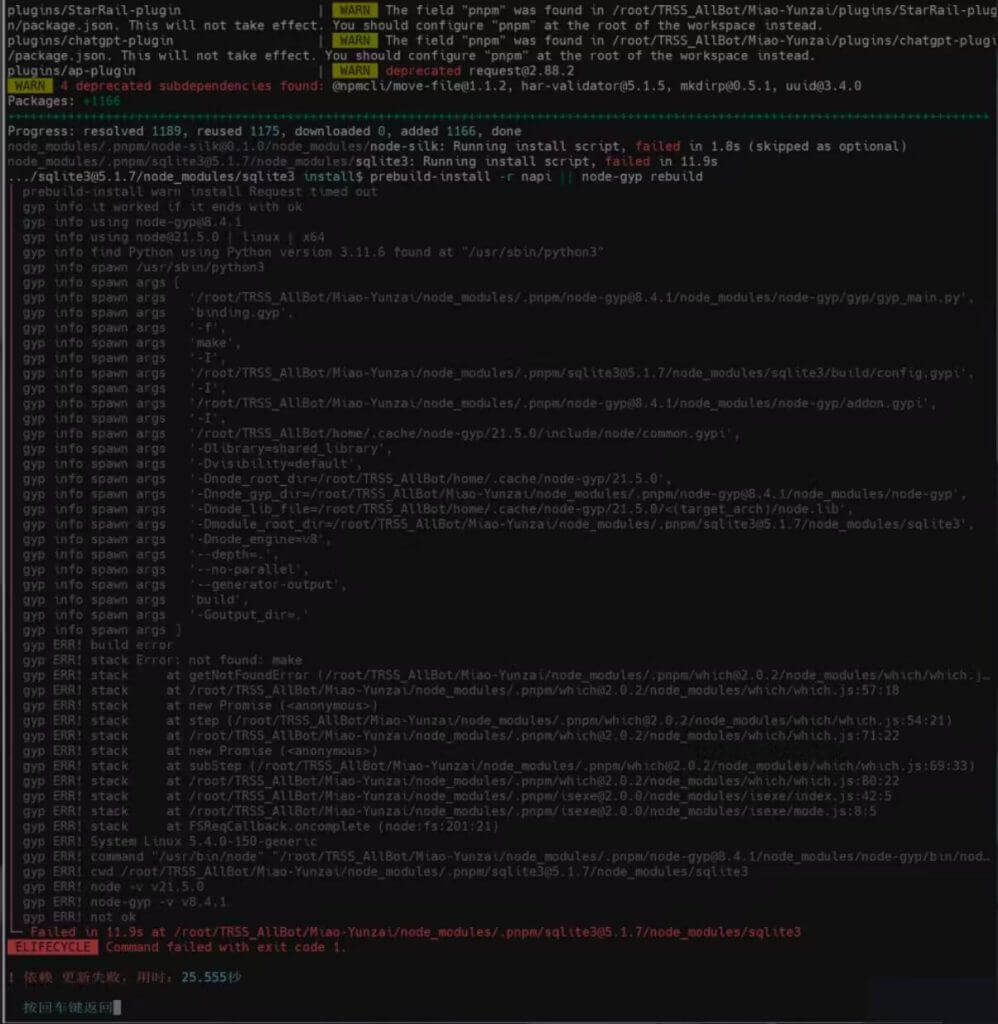 plugins/StarRail-plugin | WARN The field "pnpm" was found in /root/TRSS_AllBot/Miao-Yunzai/plugins/StarRail-plug
n/package.json. This will not take effect. You should configure "pnpm" at the root of the workspace instead.
plugins/chatgpt-plugin | WARN The field "pnpm" was found in /root/TRSS_AllBot/Miao-Yunzai/plugins/chatgpt-plugi
/package.json. This will not take effect. You should configure "pnpm" at the root of the workspace instead.
plugins/ap-plugin | WARN deprecated request@2.88.2
WARN 4 deprecated subdependencies found: @npmcli/move-file@1.1.2, har-validator@5.1.5, mkdirp@0.5.1, uuid@3.4.0
Packages: +1166
Progress: resolved 1189, reused 1175, downloaded 0, added 1166, done
node_modules/.pnpm/node-silk@0.1.0/node_modules/node-silk: Running install script, failed in 1.8s (skipped as optional)
node_modules/.pnpm/sqlite3@5.1.7/node_modules/sqlite3: Running install script, failed in 11.9s
.../sqlite3@5.1.7/node_modules/sqlite3 install$ prebuild-install -r napi || node-gyp rebuild
prebuild-install warn install Request timed out
gyp info it worked if it ends with ok
gyp info using node-gyp@8.4.1
gyp info using node@21.5.0 | linux | x64
gyp info find Python using Python version 3.11.6 found at "/usr/sbin/python3"
gyp info spawn /usr/sbin/python3
gyp info spawn args [
gyp info spawn args '/root/TRSS_AllBot/Miao-Yunzai/node_modules/.pnpm/node-gyp@8.4.1/node_modules/node-gyp/gyp/gyp_main.py',
gyp info spawn args 'binding.gyp',
gyp info spawn args '-f',
gyp info spawn args 'make',
gyp info spawn args '-I',
gyp info spawn args '/root/TRSS_AllBot/Miao-Yunzai/node_modules/.pnpm/sqlite3@5.1.7/node_modules/sqlite3/build/config.gypi',
gyp info spawn args '-I',
gyp info spawn args '/root/TRSS_AllBot/Miao-Yunzai/node_modules/.pnpm/node-gyp@8.4.1/node_modules/node-gyp/addon.gypi',
gyp info spawn args '-I',
gyp info spawn args '/root/TRSS_AllBot/home/.cache/node-gyp/21.5.0/include/node/common.gypi',
gyp info spawn args '-Dlibrary=shared_library',
gyp info spawn args '-Dvisibility=default',
gyp info spawn args '-Dnode_root_dir=/root/TRSS_AllBot/home/.cache/node-gyp/21.5.0',
gyp info spawn args '-Dnode_gyp_dir=/root/TRSS_AllBot/Miao-Yunzai/node_modules/.pnpm/node-gyp@8.4.1/node_modules/node-gyp',
gyp info spawn args '-Dnode_lib_file=/root/TRSS_AllBot/home/.cache/node-gyp/21.5.0/<(target_arch)/node.lib',
gyp info spawn args '-Dmodule_root_dir=/root/TRSS_AllBot/Miao-Yunzai/node_modules/.pnpm/sqlite3@5.1.7/node_modules/sqlite3',
gyp info spawn args '-Dnode_engine=v8',
gyp info spawn args '--depth=.',
gyp info spawn args '--no-parallel',
gyp info spawn args '--generator-output',
gyp info spawn args 'build',
gyp info spawn args '-Goutput_dir=.'
gyp info spawn args ]
gyp ERR! build error
gyp ERR! stack Error: not found: make
gyp ERR! stack at getNotFoundError (/root/TRSS_AllBot/Miao-Yunzai/node_modules/.pnpm/which@2.0.2/node_modules/which/which.j…
gyp ERR! stack at /root/TRSS_AllBot/Miao-Yunzai/node_modules/.pnpm/which@2.0.2/node_modules/which/which.js:57:18
gyp ERR! stack at new Promise (<anonymous>)
gyp ERR! stack at step (/root/TRSS_AllBot/Miao-Yunzai/node_modules/.pnpm/which@2.0.2/node_modules/which/which.js:54:21)
gyp ERR! stack at /root/TRSS_AllBot/Miao-Yunzai/node_modules/.pnpm/which@2.0.2/node_modules/which/which.js:71:22
gyp ERR! stack at new Promise (<anonymous>)
gyp ERR! stack at subStep (/root/TRSS_AllBot/Miao-Yunzai/node_modules/.pnpm/which@2.0.2/node_modules/which/which.js:69:33)
gyp ERR! stack at /root/TRSS_AllBot/Miao-Yunzai/node_modules/.pnpm/which@2.0.2/node_modules/which/which.js:80:22
gyp ERR! stack at /root/TRSS_AllBot/Miao-Yunzai/node_modules/.pnpm/isexe@2.0.0/node_modules/isexe/index.js:42:5
gyp ERR! stack at /root/TRSS_AllBot/Miao-Yunzai/node_modules/.pnpm/isexe@2.0.0/node_modules/isexe/mode.js:8:5
gyp ERR! stack at FSReqCallback.oncomplete (node:fs:201:21)
gyp ERR! System Linux 5.4.0-150-generic
gyp ERR! command "/usr/bin/node" "/root/TRSS_AllBot/Miao-Yunzai/node_modules/.pnpm/node-gyp@8.4.1/node_modules/node-gyp/bin/nod…
gyp ERR! cwd /root/TRSS_AllBot/Miao-Yunzai/node_modules/.pnpm/sqlite3@5.1.7/node_modules/sqlite3
gyp ERR! node -v v21.5.0
gyp ERR! node-gyp -v v8.4.1
gyp ERR! not ok
Failed in 11.9s at /root/TRSS_AllBot/Miao-Yunzai/node_modules/.pnpm/sqlite3@5.1.7/node_modules/sqlite3
ELIFECYCLE Command failed with exit code 1.
! 依赖 更新失败，用时：25.555秒
按回车键返回